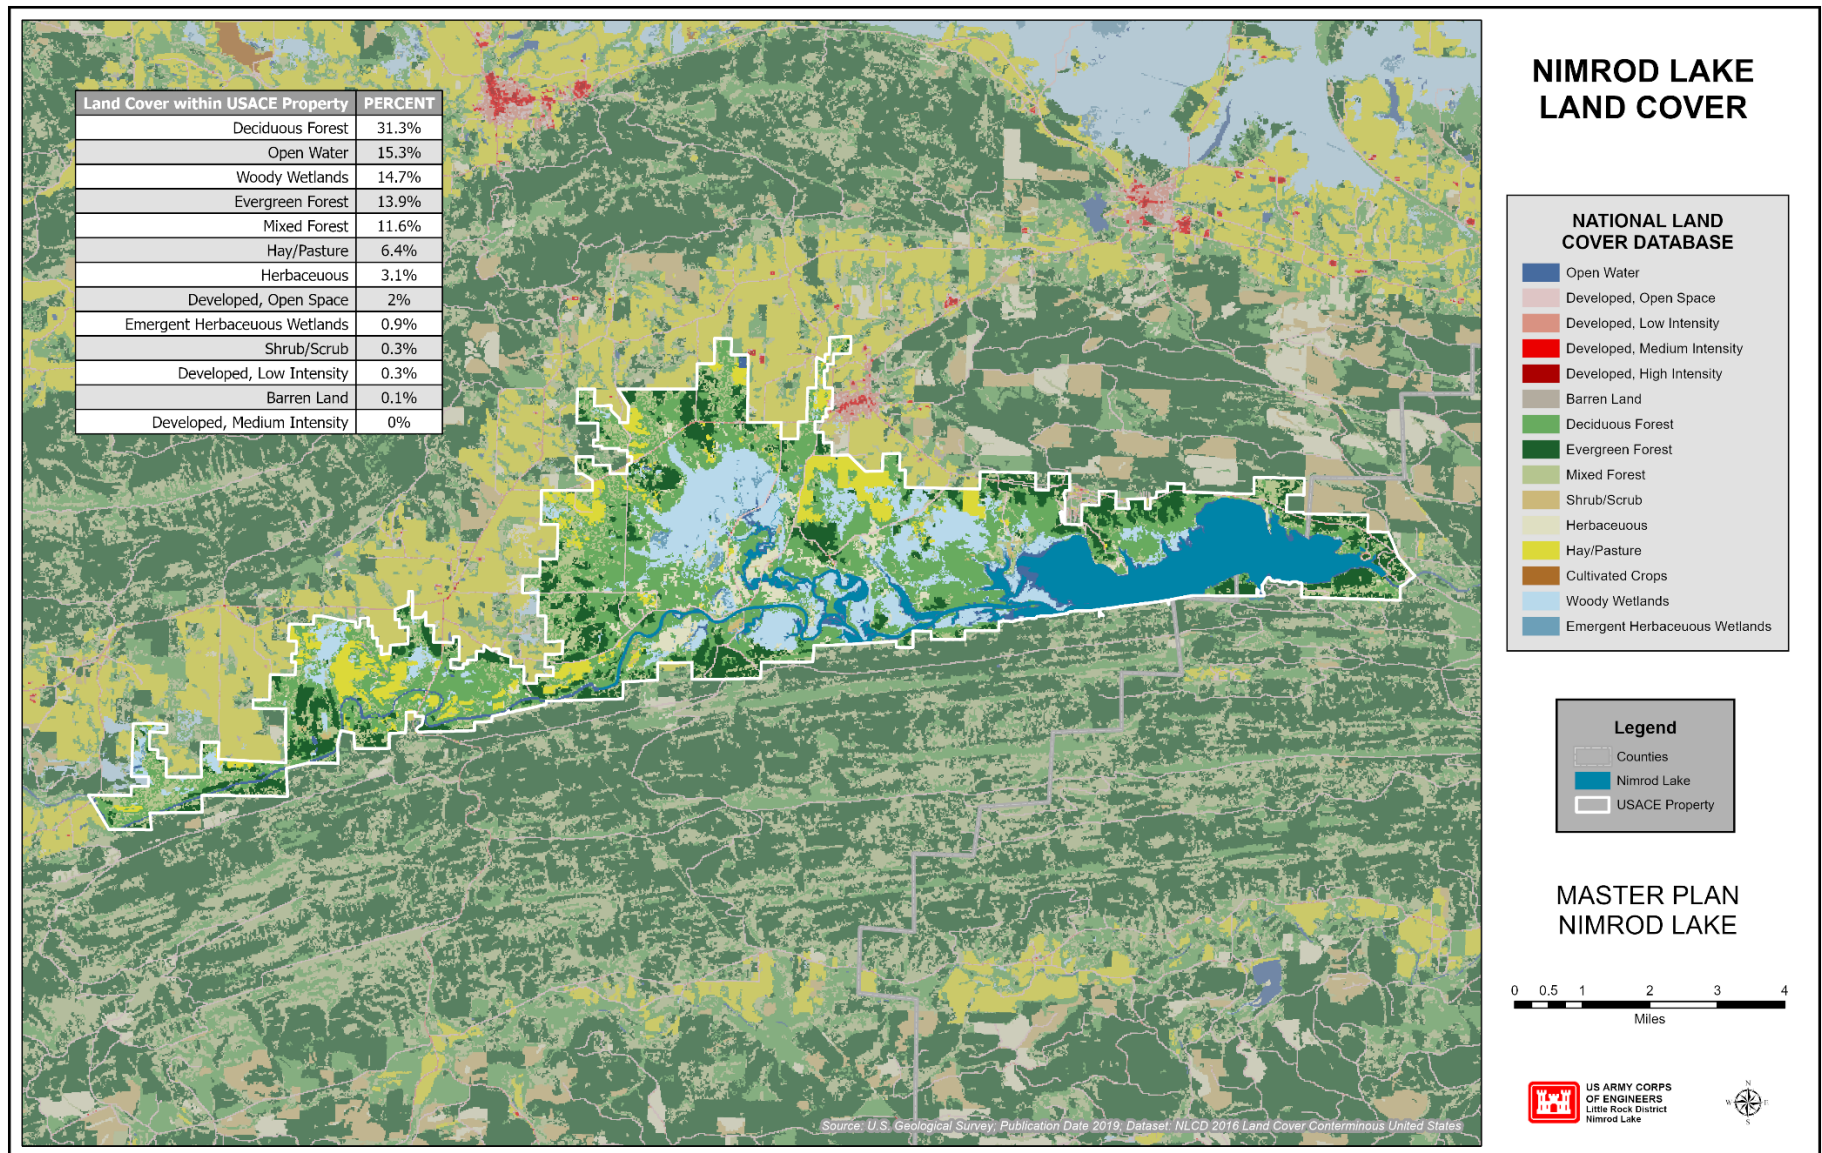 Land Cover within USACE Property PERCENT
Deciduous Forest 31.3%
Open Water 15.3%
Woody Wetlands 14.7%
Evergreen Forest 13.9%
Mixed Forest 11.6%
Hay/Pasture 6.4%
Herbaceuous 3.1%
Developed, Open Space 2%
Emergent Herbaceuous Wetlands 0.9%
Shrub/Scrub 0.3%
Developed, Low Intensity 0.3%
Barren Land 0.1%
Developed, Medium Intensity 0%
Source: U.S. Geological Survey, Publication Date 2019, Dataset: NLCD 2016 Land Cover Conterminous United States
NIMROD LAKE
LAND COVER
NATIONAL LAND
COVER DATABASE
Open Water
Developed, Open Space
Developed, Low Intensity
Developed, Medium Intensity
Developed, High Intensity
Barren Land
Deciduous Forest
Evergreen Forest
Mixed Forest
Shrub/Scrub
Herbaceuous
Hay/Pasture
Cultivated Crops
Woody Wetlands
Emergent Herbaceuous Wetlands
Legend
Counties
Nimrod Lake
USACE Property
MASTER PLAN
NIMROD LAKE
0 0.5 1 2 3 4
Miles
US ARMY CORPS
OF ENGINEERS
Little Rock District
Nimrod Lake
N
W E
S